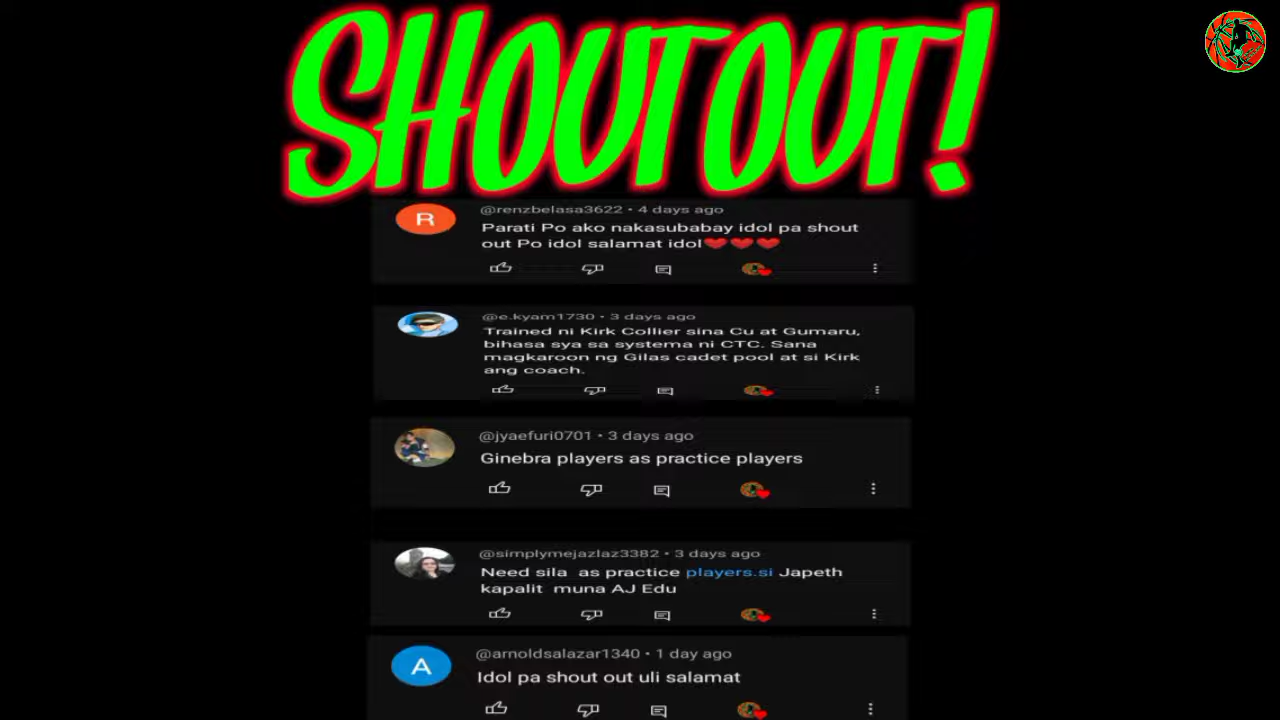 SHOUTOUT!
@renzbelasa3622 • 4 days ago
Parati Po ako nakasubabay idol pa shout
out Po idol salamat idol❤️❤️❤️
@e.kyam1730 • 3 days ago
Trained ni Kirk Collier sina Cu at Gumaru,
bihasa sya sa systema ni CTC. Sana
magkaroon ng Gilas cadet pool at si Kirk
ang coach.
@jyaefuri0701 • 3 days ago
Ginebra players as practice players
@simplymejazlaz3382 • 3 days ago
Need sila as practice players.si Japeth
kapalit muna AJ Edu
A
@arnoldsalazar1340 • 1 day ago
Idol pa shout out uli salamat